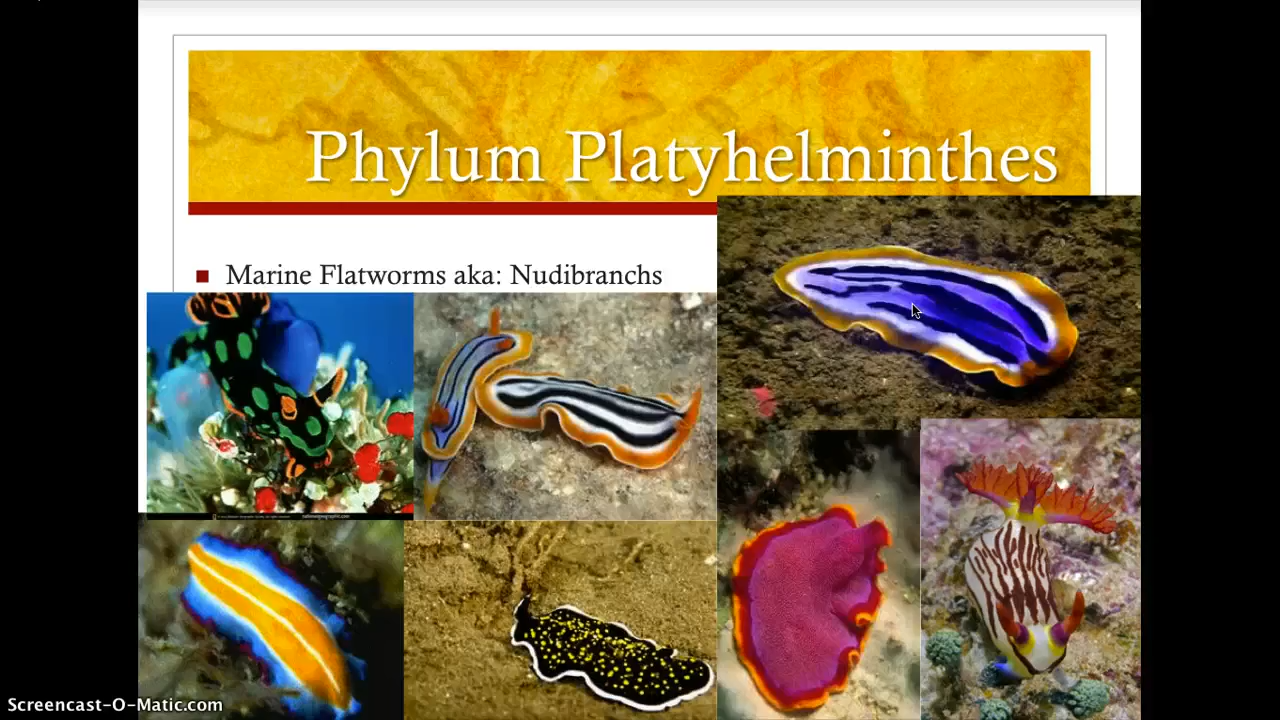 Phylum Platyhelminthes
Marine Flatworms aka: Nudibranchs
Screencast-O-Matic.com